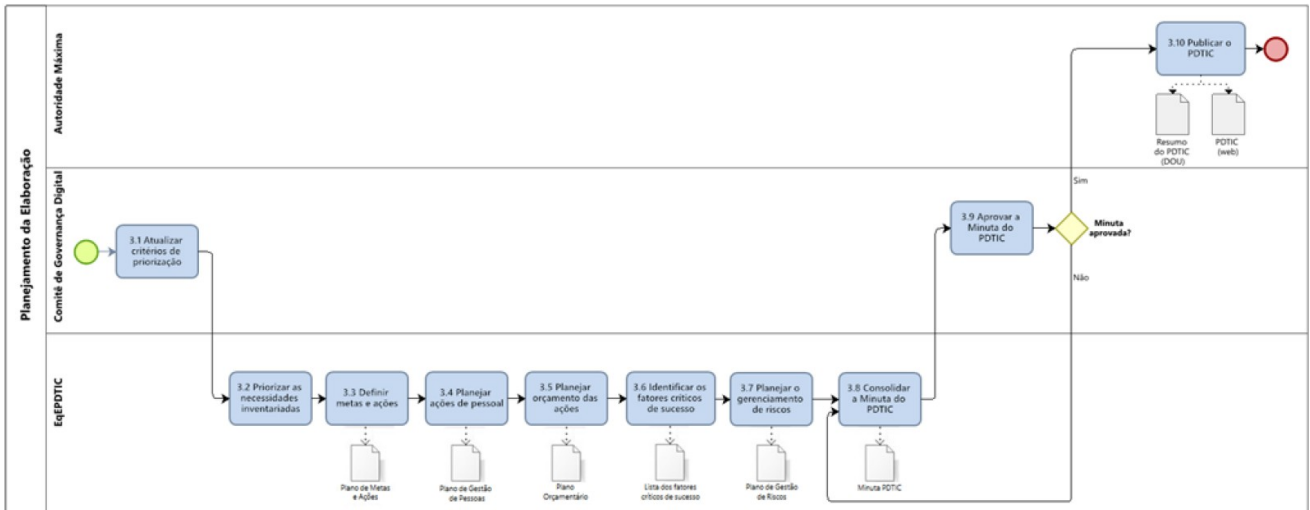 Planejamento da Elaboração
Autoridade Máxima
3.10 Publicar o
PDTIC
Resumo
do PDTIC
(DOU)
PDTIC
(web)
Comitê de Governança Digital
3.1 Atualizar
critérios de
priorização
3.9 Aprovar a
Minuta do
PDTIC
Sim
Minuta
aprovada?
Não
EqEPDTIC
3.2 Priorizar as
necessidades
inventariadas
3.3 Definir
metas e ações
Plano de Metas
e Ações
3.4 Planejar
ações de pessoal
Plano de Gestão
de Pessoas
3.5 Planejar
orçamento das
ações
Plano
Orçamentário
3.6 Identificar os
fatores críticos
de sucesso
Lista dos fatores
críticos de sucesso
3.7 Planejar o
gerenciamento
de riscos
Plano de Gestão
de Riscos
3.8 Consolidar
a Minuta do
PDTIC
Minuta PDTIC